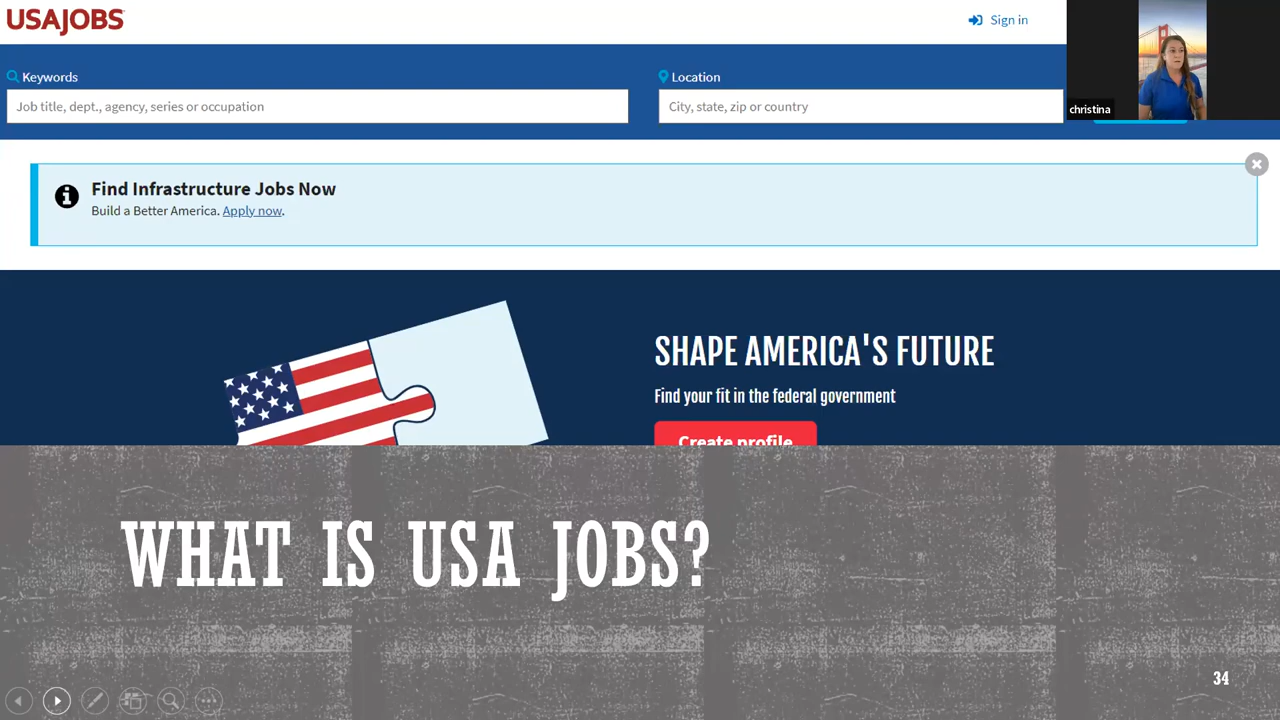 USAJOBS
Sign in
Keywords
Location
Job title, dept., agency, series or occupation
City, state, zip or country
christina
Find Infrastructure Jobs Now
Build a Better America. Apply now.
SHAPE AMERICA'S FUTURE
Find your fit in the federal government
Create profile
WHAT IS USA JOBS?
34